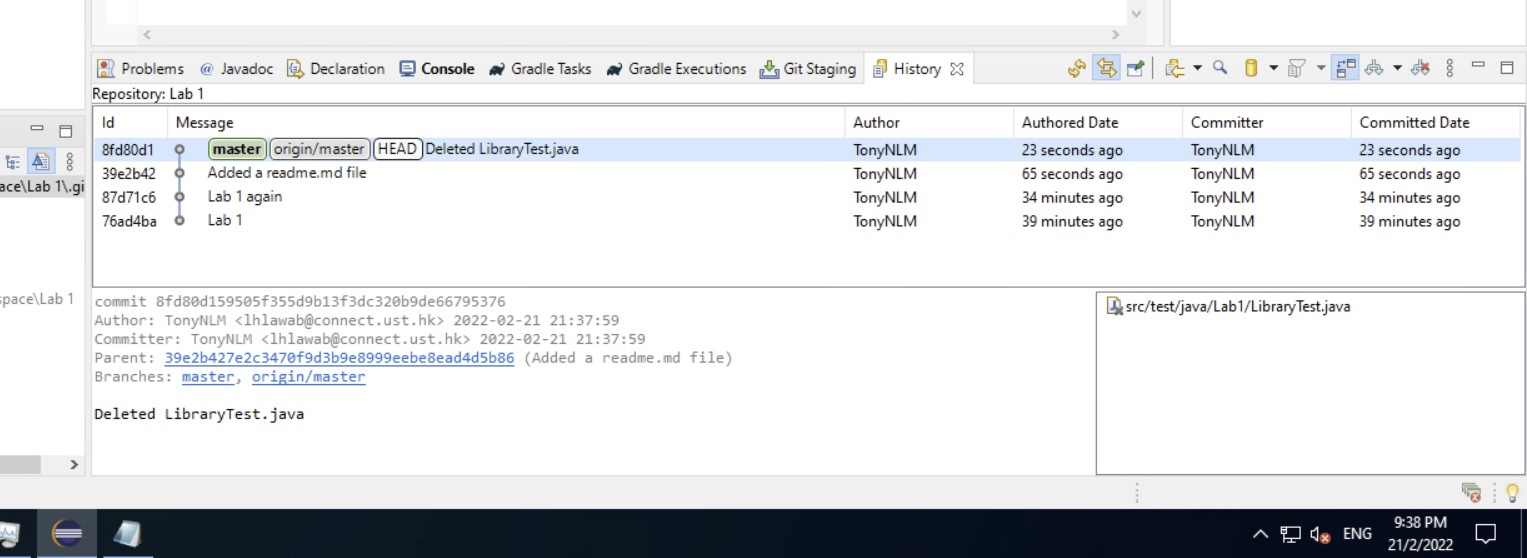 Problems @ Javadoc Declaration Console Gradle Tasks Gradle Executions Git Staging History
Repository: Lab 1
Id Message Author Authored Date Committer Committed Date
8fd80d1 master origin/master HEAD Deleted LibraryTest.java TonyNLM 23 seconds ago TonyNLM 23 seconds ago
39e2b42 Added a readme.md file TonyNLM 65 seconds ago TonyNLM 65 seconds ago
ace\Lab 1\.gi
87d71c6 Lab 1 again TonyNLM 34 minutes ago TonyNLM 34 minutes ago
76ad4ba Lab 1 TonyNLM 39 minutes ago TonyNLM 39 minutes ago
space\Lab 1
commit 8fd80d159505f355d9b13f3dc320b9de66795376
Author: TonyNLM <lhlawab@connect.ust.hk> 2022-02-21 21:37:59
Committer: TonyNLM <lhlawab@connect.ust.hk> 2022-02-21 21:37:59
Parent: 39e2b427e2c3470f9d3b9e8999eebe8ead4d5b86 (Added a readme.md file)
Branches: master, origin/master
Deleted LibraryTest.java
src/test/java/Lab1/LibraryTest.java
ENG
9:38 PM
21/2/2022